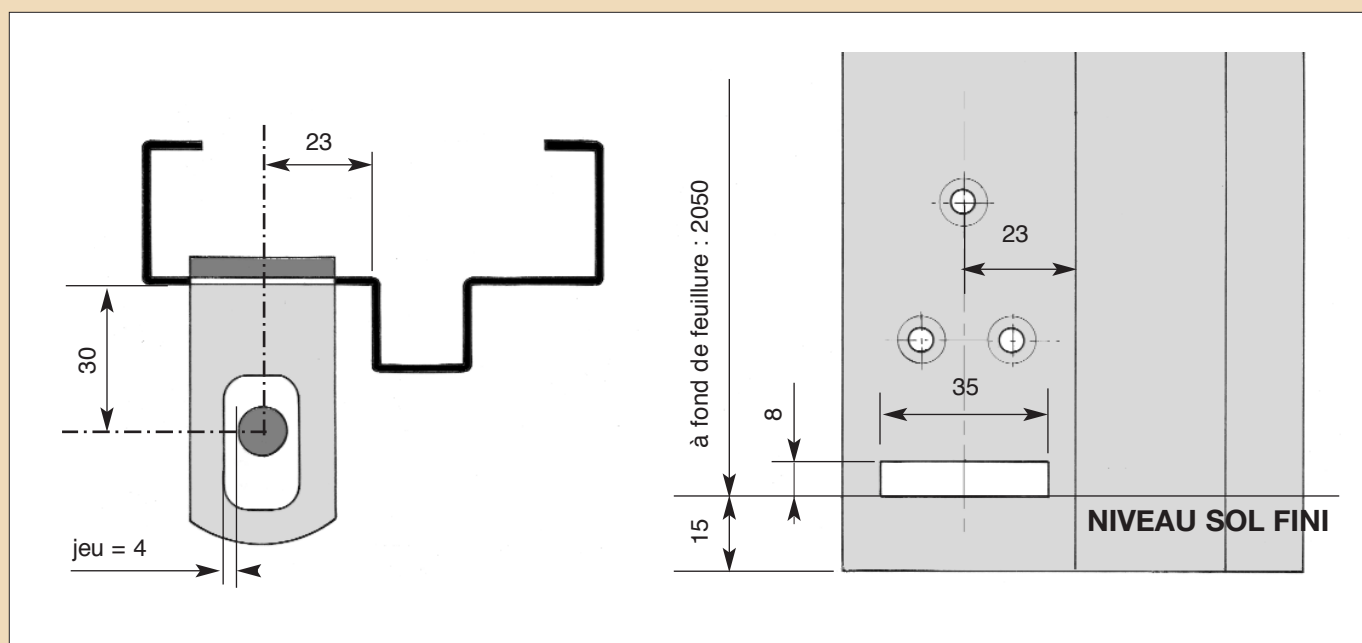 23
30
jeu = 4
à fond de feuillure : 2050
23
35
8
15
NIVEAU SOL FINI